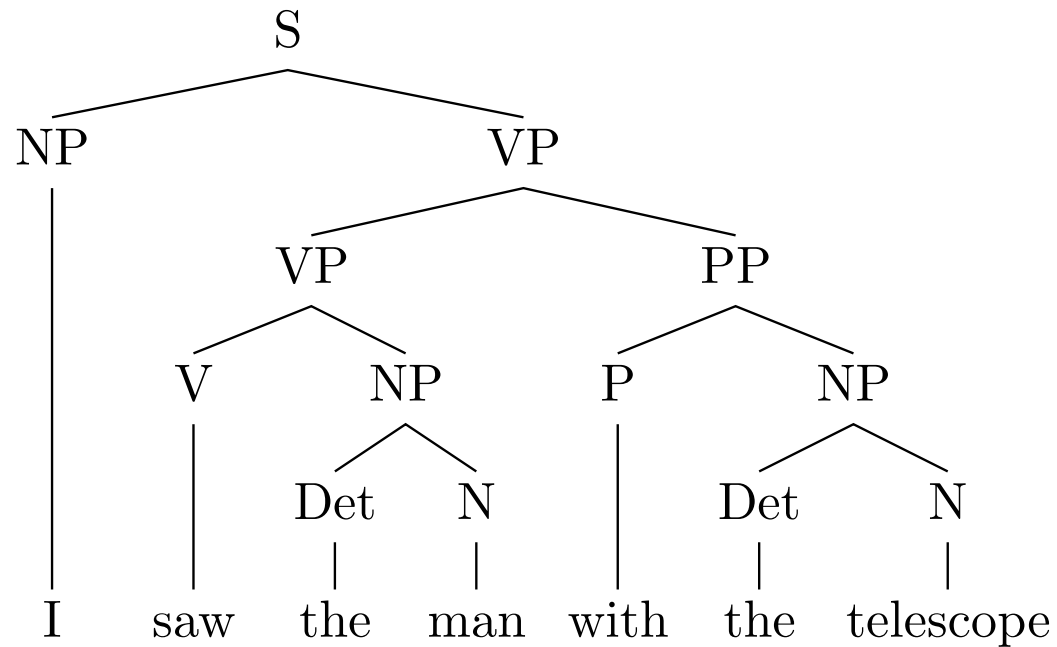 S
NP VP
VP PP
V NP P NP
Det N Det N
I saw the man with the telescope